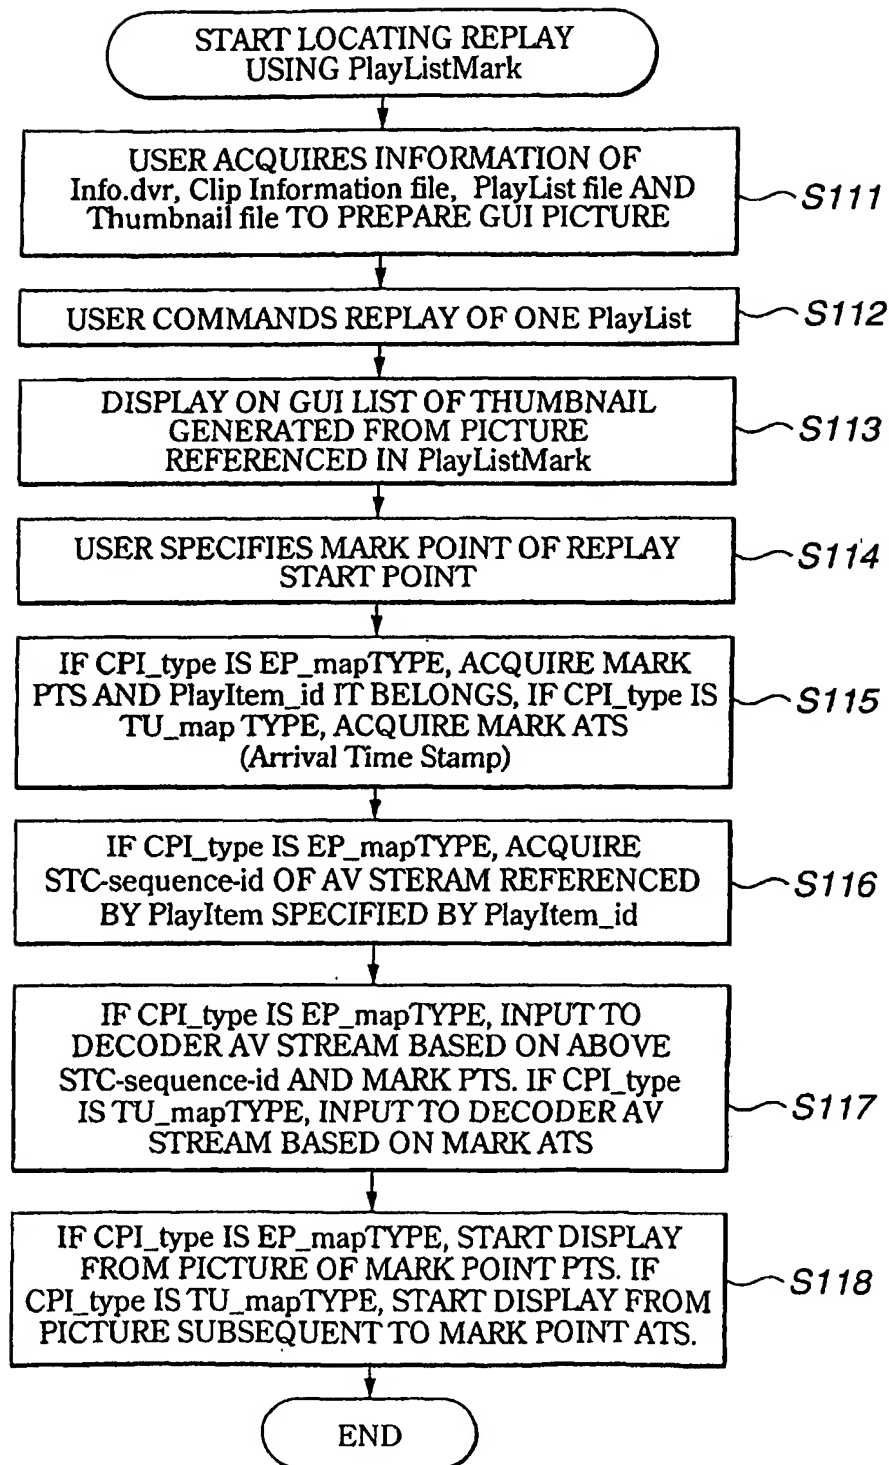 START LOCATING REPLAY
USING PlayListMark
USER ACQUIRES INFORMATION OF
Info.dvr, Clip Information file, PlayList file AND
Thumbnail file TO PREPARE GUI PICTURE
S111
USER COMMANDS REPLAY OF ONE PlayList
S112
DISPLAY ON GUI LIST OF THUMBNAIL
GENERATED FROM PICTURE
REFERENCED IN PlayListMark
S113
USER SPECIFIES MARK POINT OF REPLAY
START POINT
S114
IF CPI_type IS EP_mapTYPE, ACQUIRE MARK
PTS AND PlayItem_id IT BELONGS, IF CPI_type IS
TU_map TYPE, ACQUIRE MARK ATS
(Arrival Time Stamp)
S115
IF CPI_type IS EP_mapTYPE, ACQUIRE
STC-sequence-id OF AV STERAM REFERENCED
BY PlayItem SPECIFIED BY PlayItem_id
S116
IF CPI_type IS EP_mapTYPE, INPUT TO
DECODER AV STREAM BASED ON ABOVE
STC-sequence-id AND MARK PTS. IF CPI_type
IS TU_mapTYPE, INPUT TO DECODER AV
STREAM BASED ON MARK ATS
S117
IF CPI_type IS EP_mapTYPE, START DISPLAY
FROM PICTURE OF MARK POINT PTS. IF
CPI_type IS TU_mapTYPE, START DISPLAY FROM
PICTURE SUBSEQUENT TO MARK POINT ATS.
S118
END